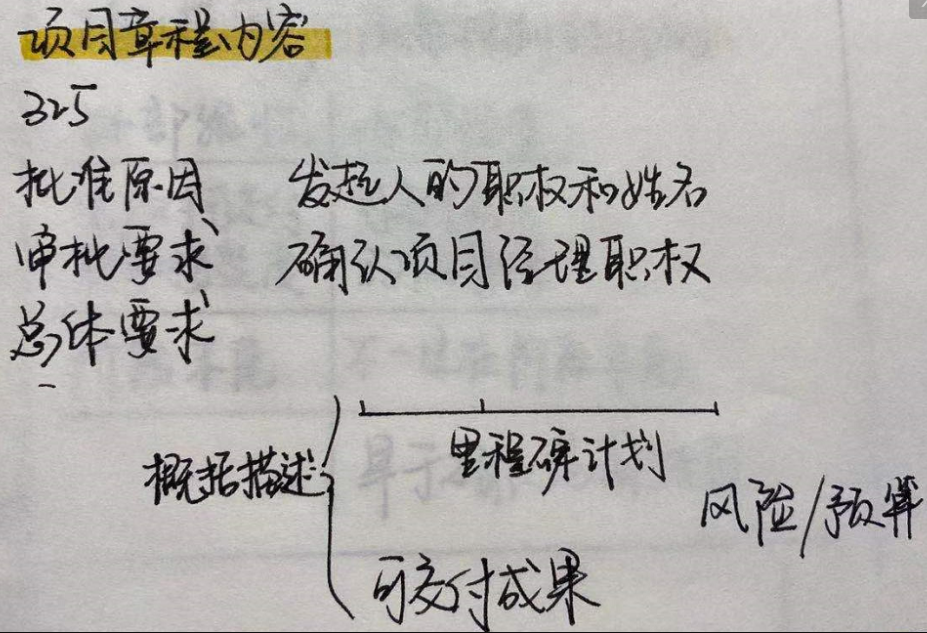 项目章程内容
325
批准原因 发起人的职权和姓名
审批要求 确认项目经理职权
总体要求
概括描述
里程碑计划
风险/预算
可交付成果